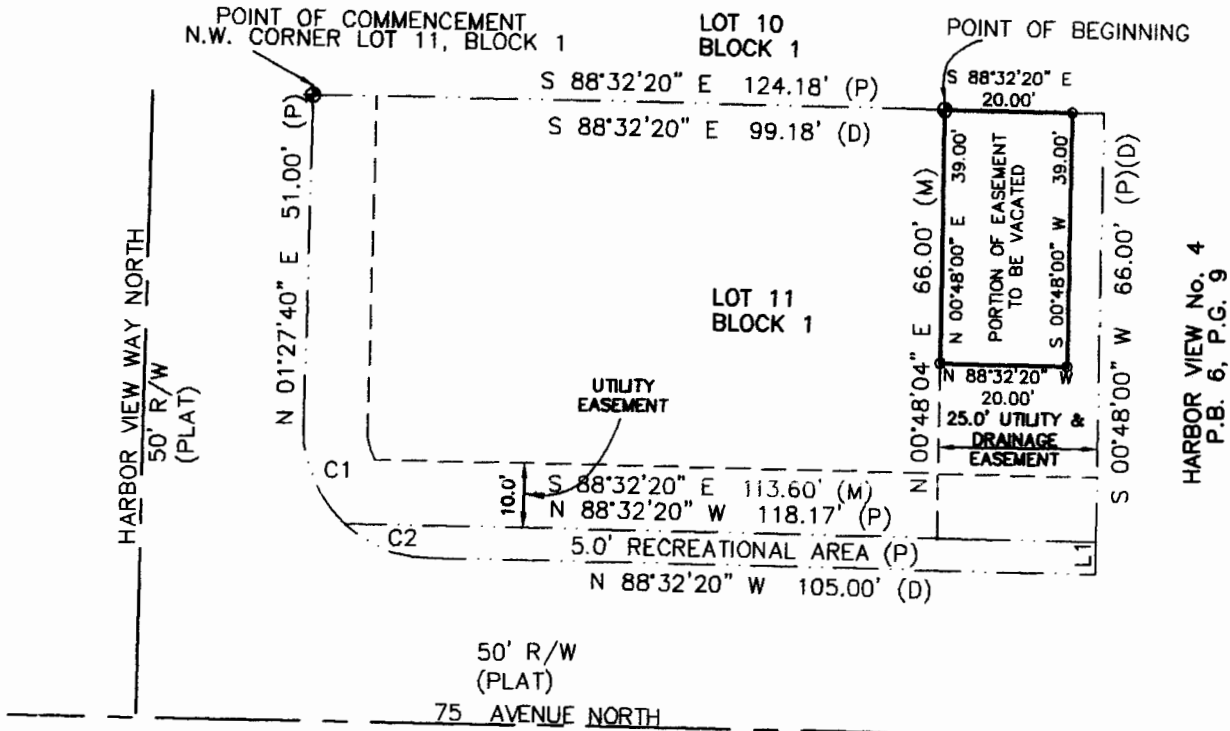 POINT OF COMMENCEMENT
N.W. CORNER LOT 11, BLOCK 1
LOT 10
BLOCK 1
POINT OF BEGINNING
S 88°32'20" E 124.18' (P)
S 88°32'20" E
20.00'
S 88°32'20" E 99.18' (D)
N 01°27'40" E 51.00' (P)
HARBOR VIEW WAY NORTH
50' R/W
(PLAT)
LOT 11
BLOCK 1
N 00°48'04" E 66.00' (M)
N 00°48'00" E 39.00'
PORTION OF EASEMENT
TO BE VACATED
S 00°48'00" W 39.00'
S 00°48'00" W 66.00' (P)(D)
HARBOR VIEW No. 4
P.B. 6, P.G. 9
N 88°32'20" W
20.00'
UTILITY
EASEMENT
25.0' UTILITY &
DRAINAGE
EASEMENT
C1
10.0'
S 88°32'20" E 113.60' (M)
N 88°32'20" W 118.17' (P)
C2
5.0' RECREATIONAL AREA (P)
L1
N 88°32'20" W 105.00' (D)
50' R/W
(PLAT)
75 AVENUE NORTH